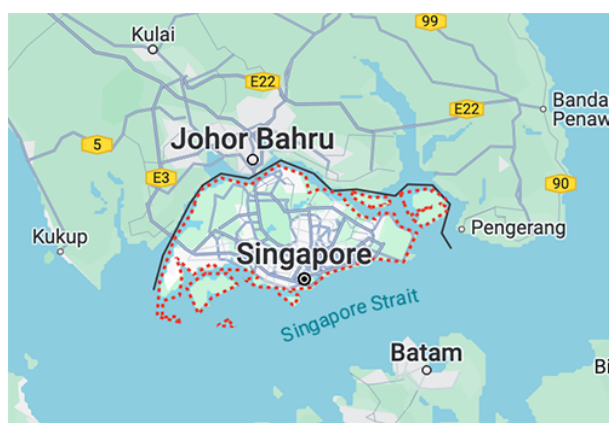 99
Kulai
E22
Banda
Penaw
E22
5
Johor Bahru
E3
90
Kukup
Pengerang
Singapore
Singapore Strait
Batam
Bi